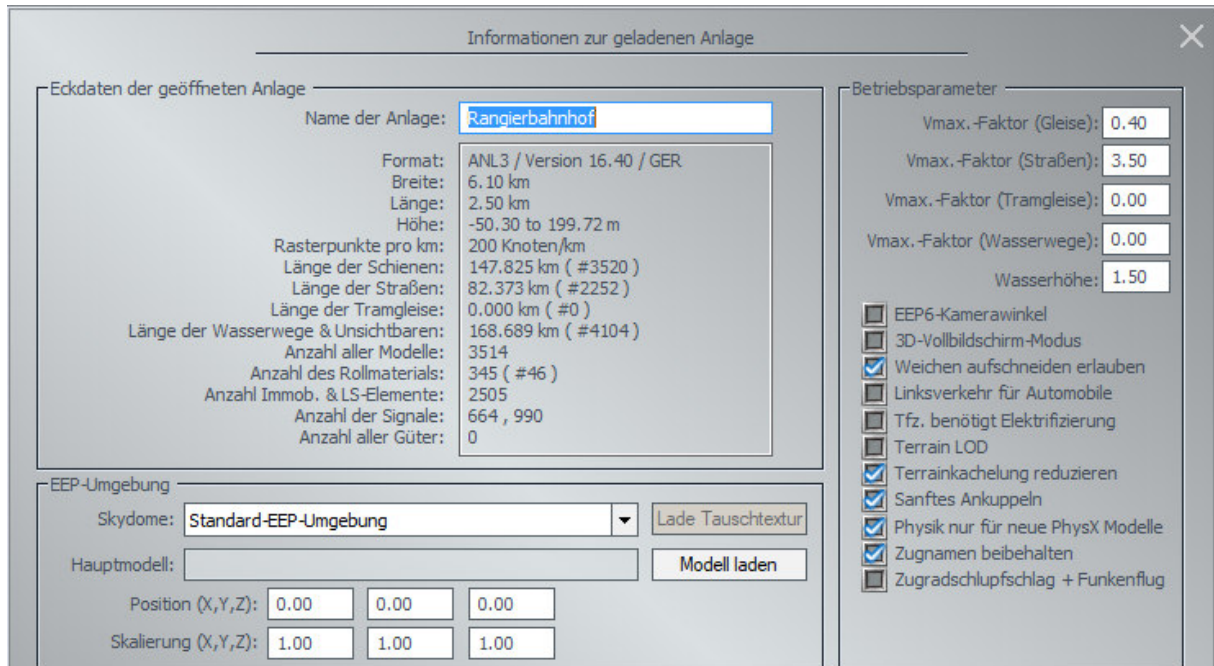 Informationen zur geladenen Anlage
Eckdaten der geöffneten Anlage
Name der Anlage: Rangierbahnhof
Format: ANL3 / Version 16.40 / GER
Breite: 6.10 km
Länge: 2.50 km
Höhe: -50.30 to 199.72 m
Rasterpunkte pro km: 200 Knoten/km
Länge der Schienen: 147.825 km ( #3520 )
Länge der Straßen: 82.373 km ( #2252 )
Länge der Tramgleise: 0.000 km ( #0 )
Länge der Wasserwege & Unsichtbaren: 168.689 km ( #4104 )
Anzahl aller Modelle: 3514
Anzahl des Rollmaterials: 345 ( #46 )
Anzahl Immob. & LS-Elemente: 2505
Anzahl der Signale: 664 , 990
Anzahl aller Güter: 0
EEP-Umgebung
Skydome: Standard-EEP-Umgebung Lade Tauschtextur
Hauptmodell: Modell laden
Position (X,Y,Z): 0.00 0.00 0.00
Skalierung (X,Y,Z): 1.00 1.00 1.00
Betriebsparameter
Vmax.-Faktor (Gleise): 0.40
Vmax.-Faktor (Straßen): 3.50
Vmax.-Faktor (Tramgleise): 0.00
Vmax.-Faktor (Wasserwege): 0.00
Wasserhöhe: 1.50
EEP6-Kamerawinkel
3D-Vollbildschirm-Modus
Weichen aufschneiden erlauben
Linksverkehr für Automobile
Tfz. benötigt Elektrifizierung
Terrain LOD
Terrainkachelung reduzieren
Sanftes Ankuppeln
Physik nur für neue PhysX Modelle
Zugnamen beibehalten
Zugradschlupfschlag + Funkenflug